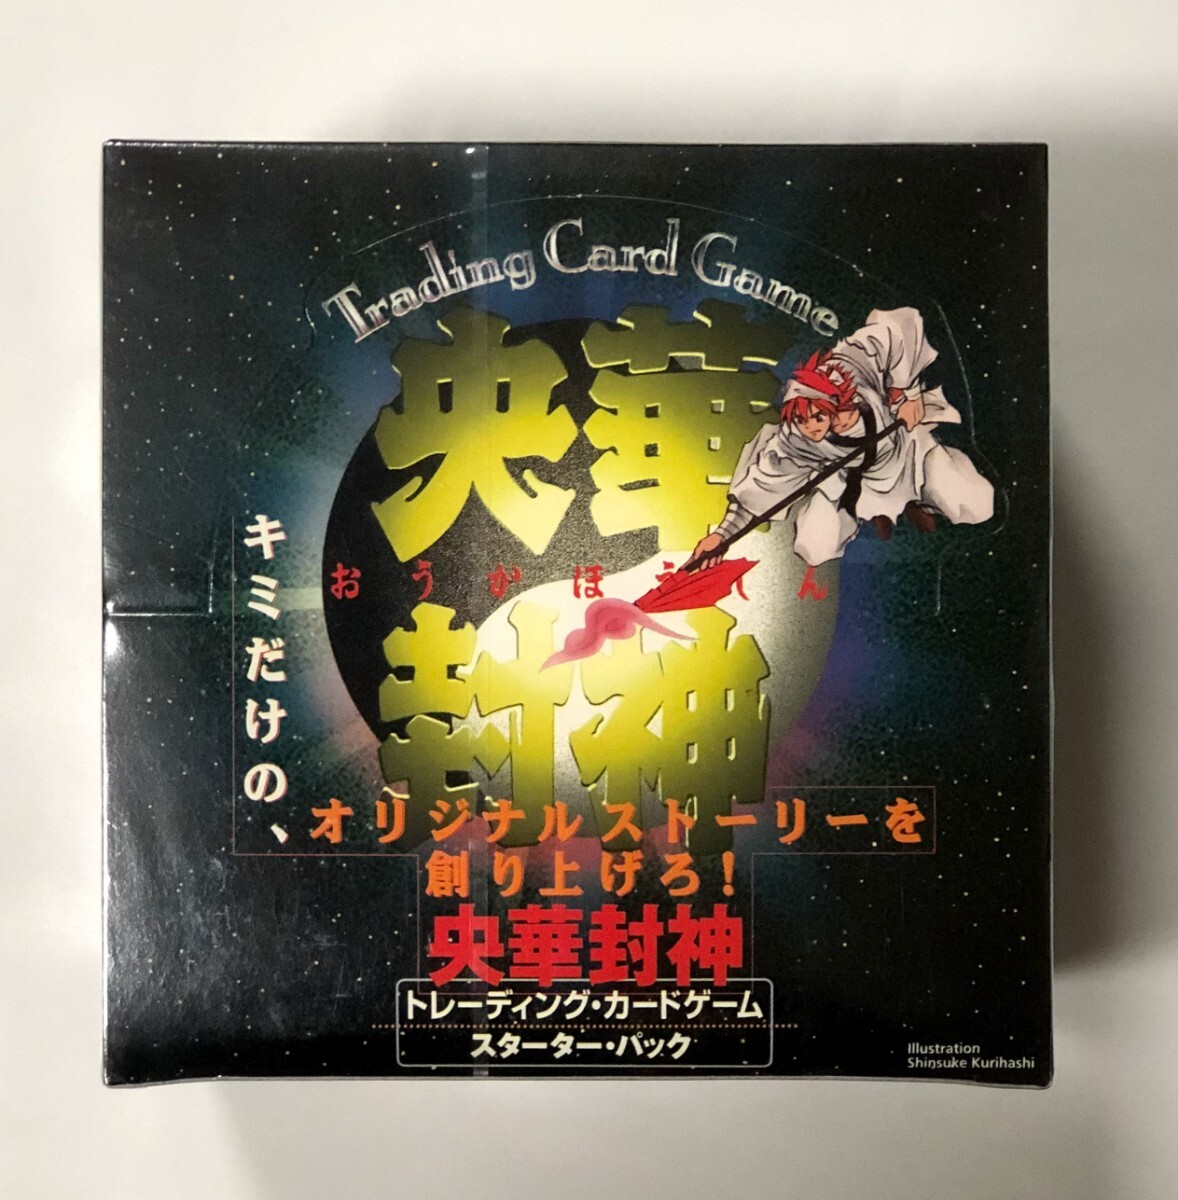 Trading Card Game
央華
おうかほうしん
封神
キミだけの、
オリジナルストーリーを
創り上げろ!
央華封神
トレーディング・カードゲーム
スターター・パック
Illustration
Shinsuke Kurihashi